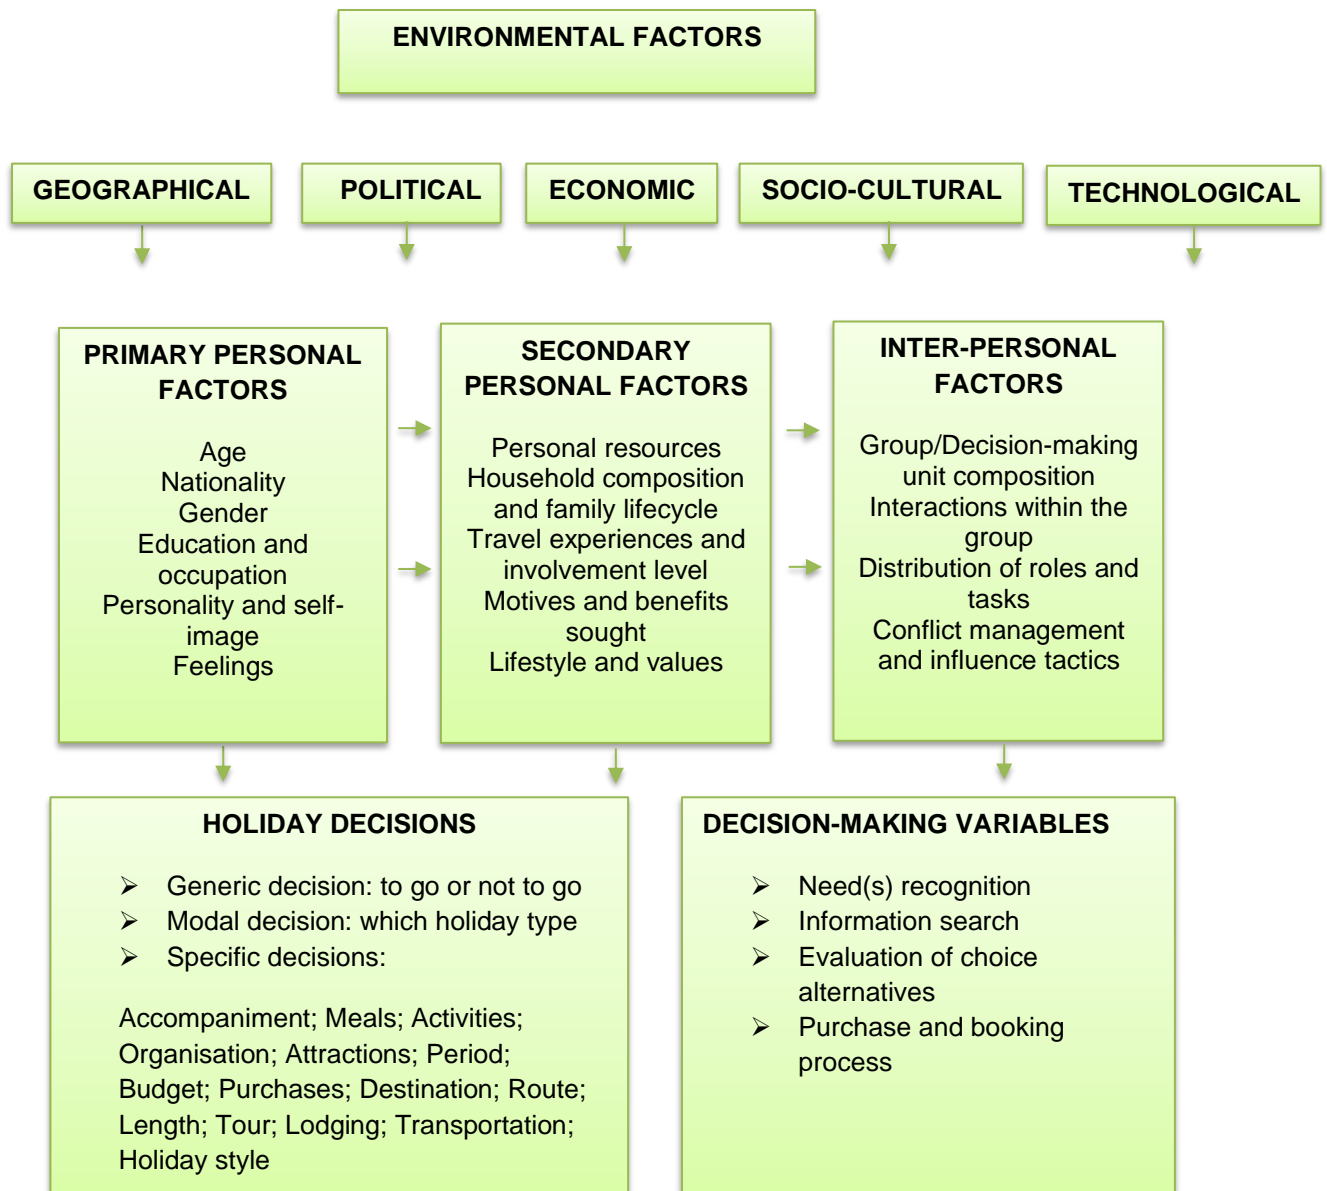 ENVIRONMENTAL FACTORS
GEOGRAPHICAL
POLITICAL
ECONOMIC
SOCIO-CULTURAL
TECHNOLOGICAL
PRIMARY PERSONAL
FACTORS
Age
Nationality
Gender
Education and
occupation
Personality and self-
image
Feelings
SECONDARY
PERSONAL FACTORS
Personal resources
Household composition
and family lifecycle
Travel experiences and
involvement level
Motives and benefits
sought
Lifestyle and values
INTER-PERSONAL
FACTORS
Group/Decision-making
unit composition
Interactions within the
group
Distribution of roles and
tasks
Conflict management
and influence tactics
HOLIDAY DECISIONS
➢ Generic decision: to go or not to go
➢ Modal decision: which holiday type
➢ Specific decisions:
Accompaniment; Meals; Activities;
Organisation; Attractions; Period;
Budget; Purchases; Destination; Route;
Length; Tour; Lodging; Transportation;
Holiday style
DECISION-MAKING VARIABLES
➢ Need(s) recognition
➢ Information search
➢ Evaluation of choice
alternatives
➢ Purchase and booking
process